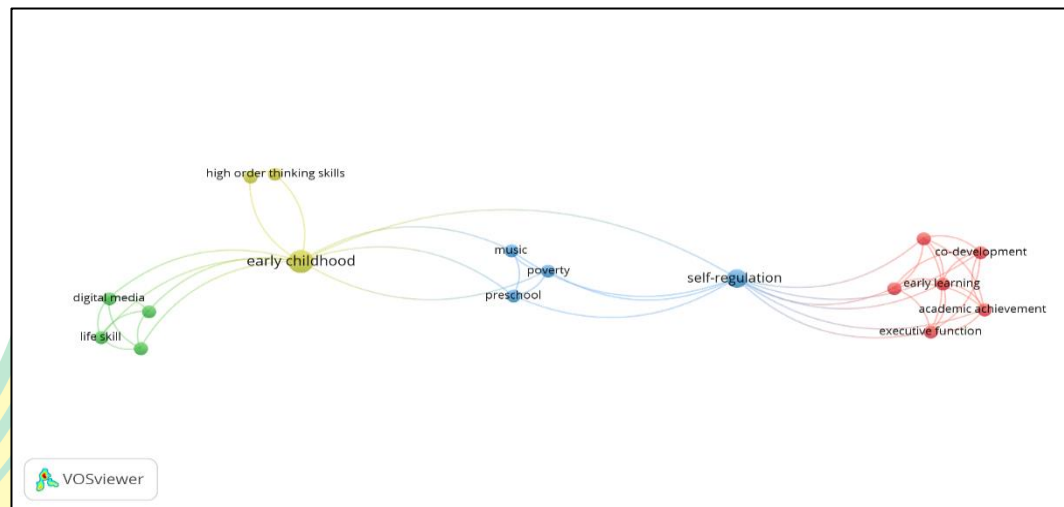 high order thinking skills
early childhood
digital media
life skill
music
poverty
preschool
self-regulation
co-development
early learning
academic achievement
executive function
VOSviewer